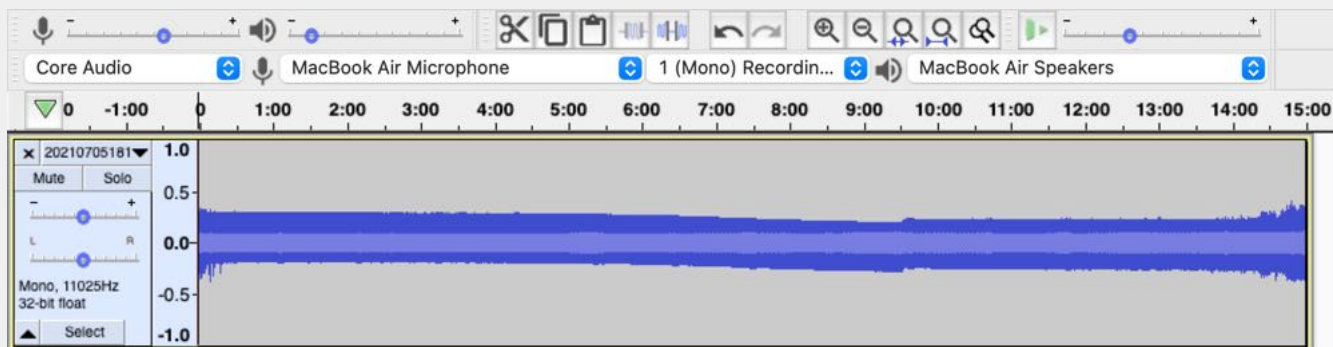 Core Audio MacBook Air Microphone 1 (Mono) Recordin... MacBook Air Speakers
0 -1:00 0 1:00 2:00 3:00 4:00 5:00 6:00 7:00 8:00 9:00 10:00 11:00 12:00 13:00 14:00 15:00
20210705181
Mute Solo
L R
Mono, 11025Hz
32-bit float
Select
1.0
0.5-
0.0-
-0.5-
-1.0